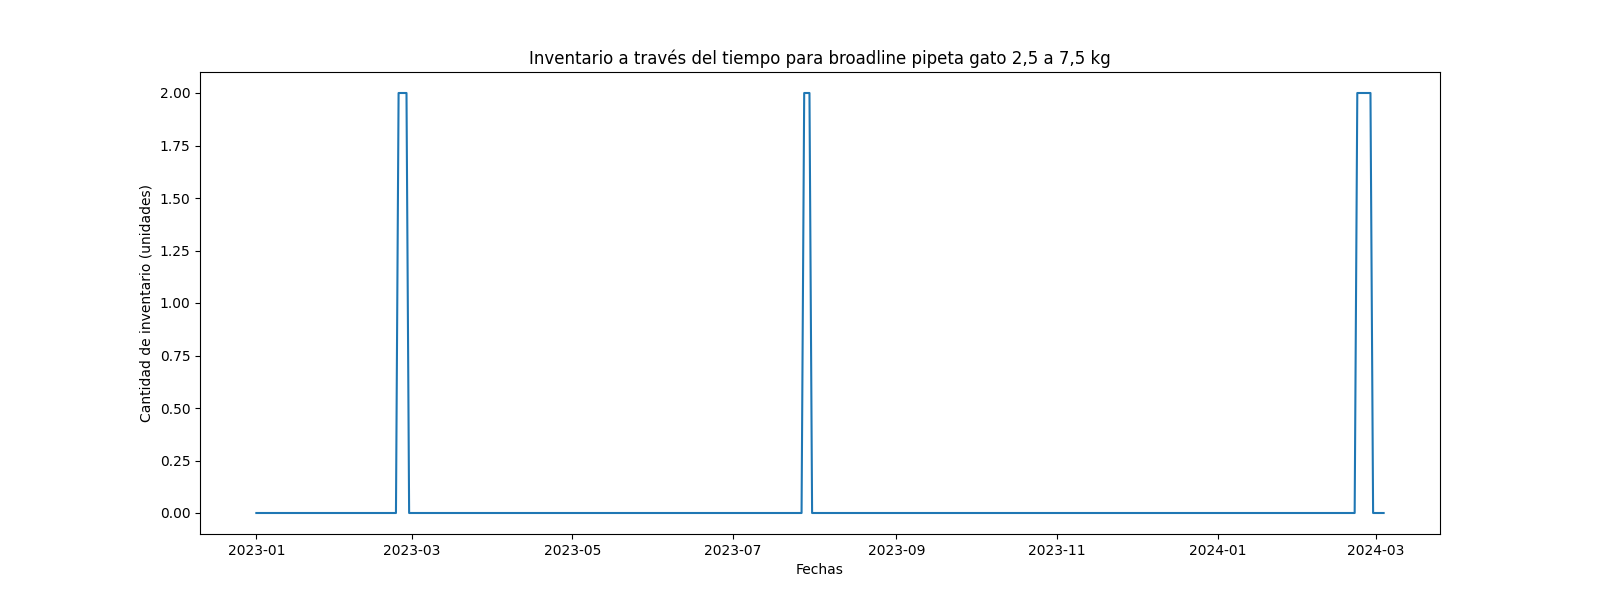 Inventario a través del tiempo para broadline pipeta gato 2,5 a 7,5 kg
Cantidad de inventario (unidades)
2.00
1.75
1.50
1.25
1.00
0.75
0.50
0.25
0.00
2023-01 2023-03 2023-05 2023-07 2023-09 2023-11 2024-01 2024-03
Fechas